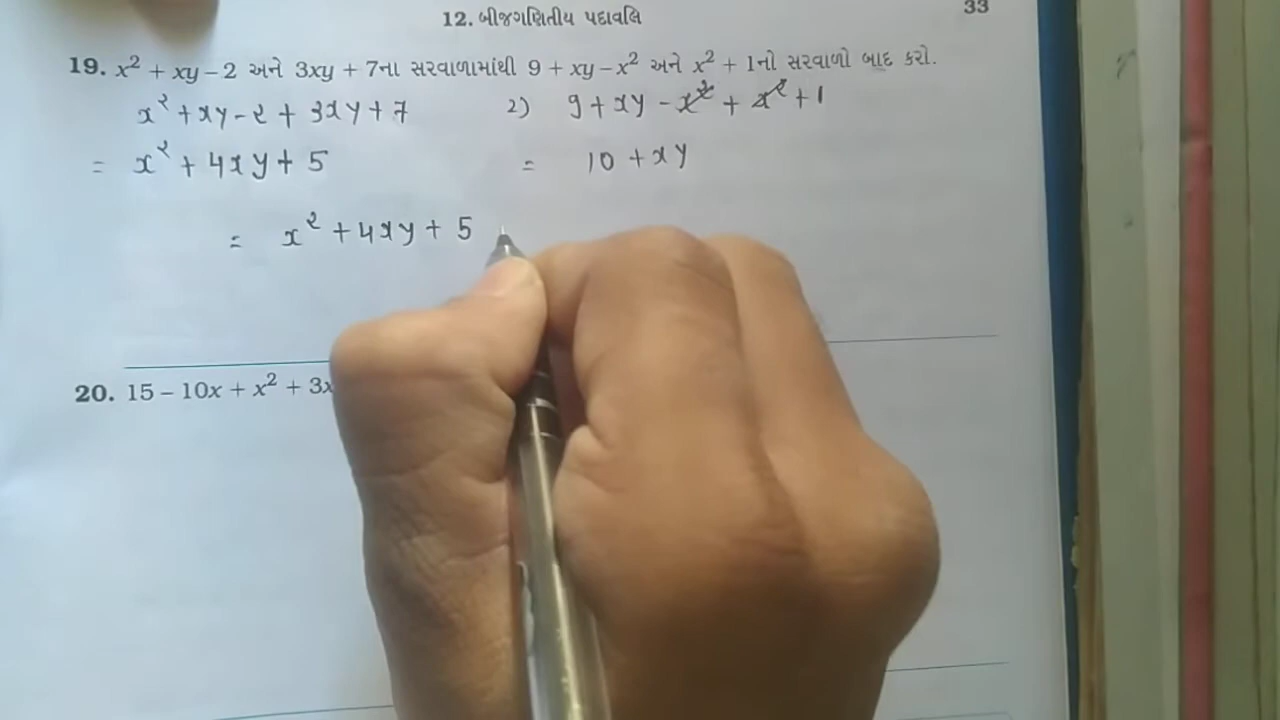 12. બીજગણિતીય પદાવલિ
33
19. x² + xy – 2 અને 3xy + 7ના સરવાળામાંથી 9 + xy – x² અને x² + 1નો સરવાળો બાદ કરો.
x² + xy - 2 + 3xy + 7 2) 9 + xy - x² + x² + 1
= x² + 4xy + 5 = 10 + xy
= x² + 4xy + 5
20. 15 – 10x + x² + 3x